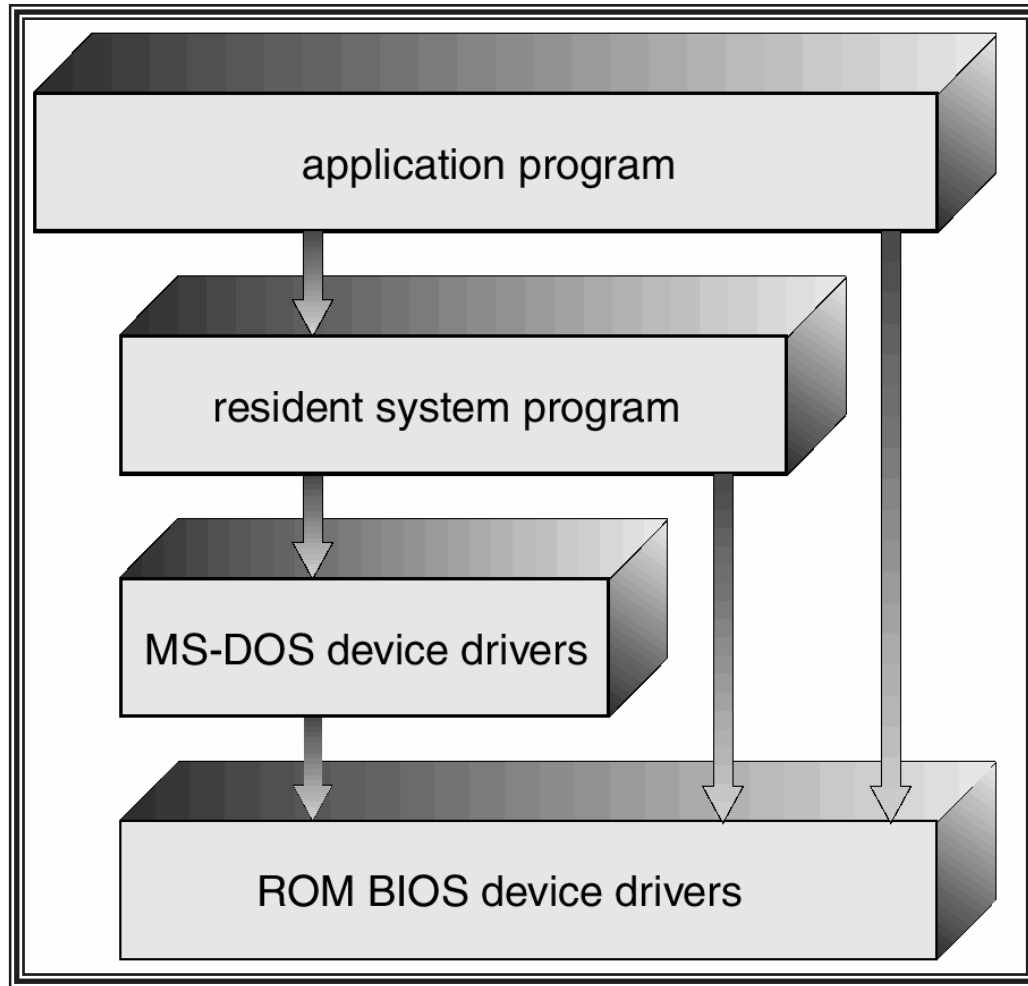 application program
resident system program
MS-DOS device drivers
ROM BIOS device drivers